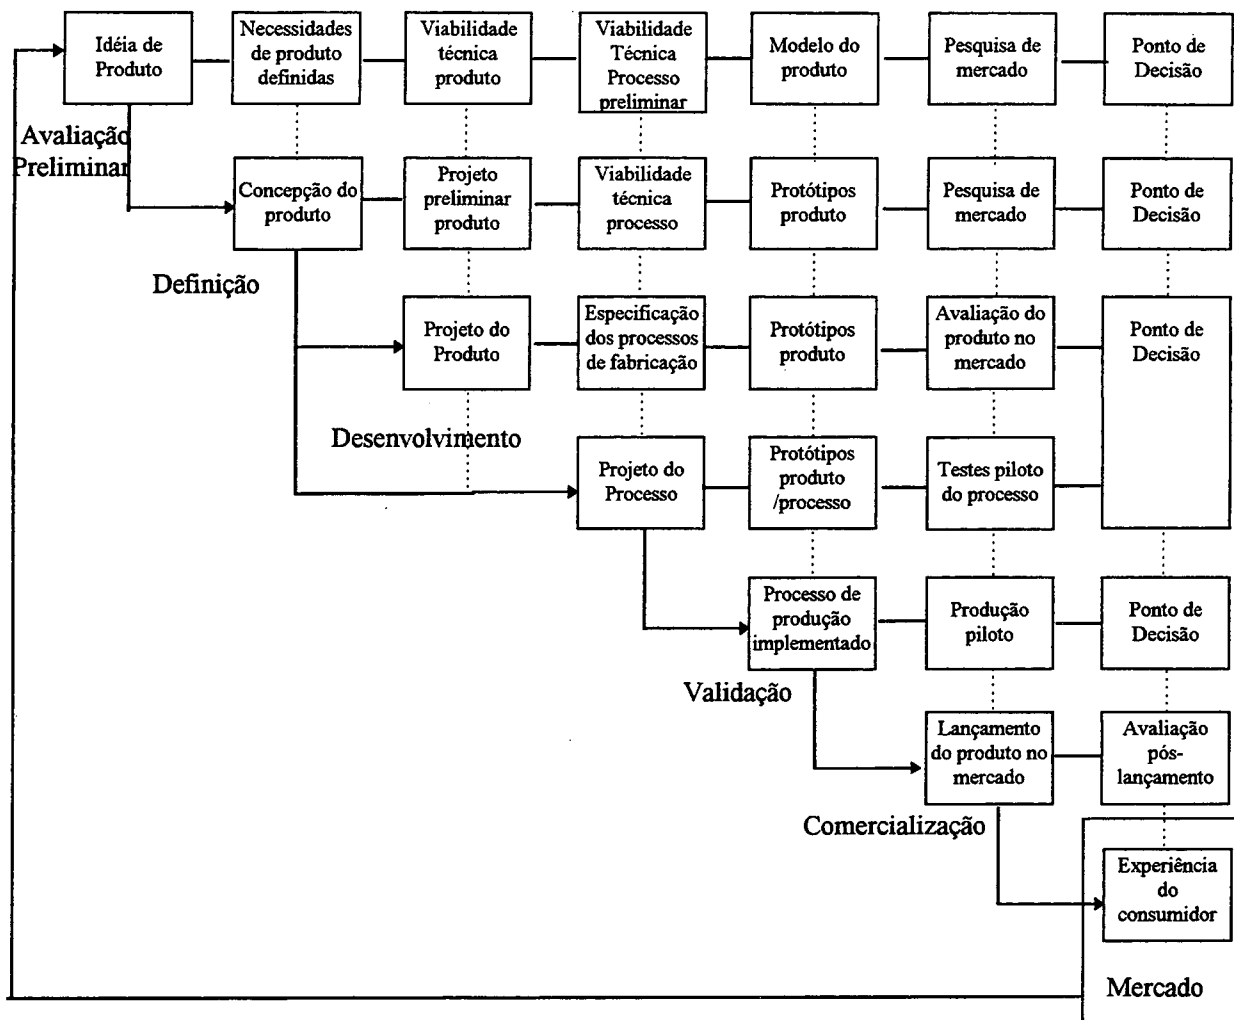 Idéia de
Produto
Necessidades
de produto
definidas
Viabilidade
técnica
produto
Viabilidade
Técnica
Processo
preliminar
Modelo do
produto
Pesquisa de
mercado
Ponto de
Decisão
Avaliação
Preliminar
Concepção do
produto
Projeto
preliminar
produto
Viabilidade
técnica
processo
Protótipos
produto
Pesquisa de
mercado
Ponto de
Decisão
Definição
Projeto do
Produto
Especificação
dos processos
de fabricação
Protótipos
produto
Avaliação do
produto no
mercado
Ponto de
Decisão
Desenvolvimento
Projeto do
Processo
Protótipos
produto
/processo
Testes piloto
do processo
Processo de
produção
implementado
Produção
piloto
Ponto de
Decisão
Validação
Lançamento
do produto no
mercado
Avaliação
pós-
lançamento
Comercialização
Experiência
do
consumidor
Mercado